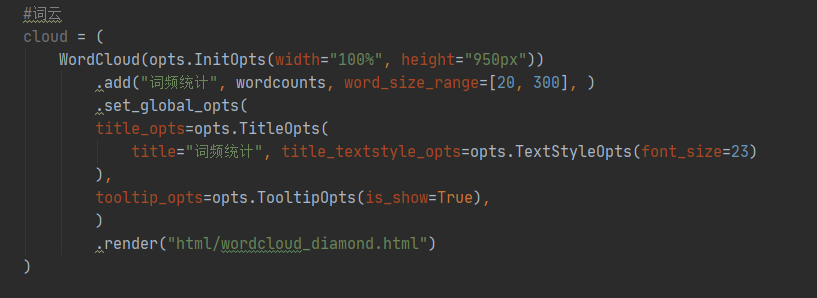 #词云
cloud = (
    WordCloud(opts.InitOpts(width="100%", height="950px"))
        .add("词频统计", wordcounts, word_size_range=[20, 300], )
        .set_global_opts(
        title_opts=opts.TitleOpts(
            title="词频统计", title_textstyle_opts=opts.TextStyleOpts(font_size=23)
        ),
        tooltip_opts=opts.TooltipOpts(is_show=True),
        )
        .render("html/wordcloud_diamond.html")
)